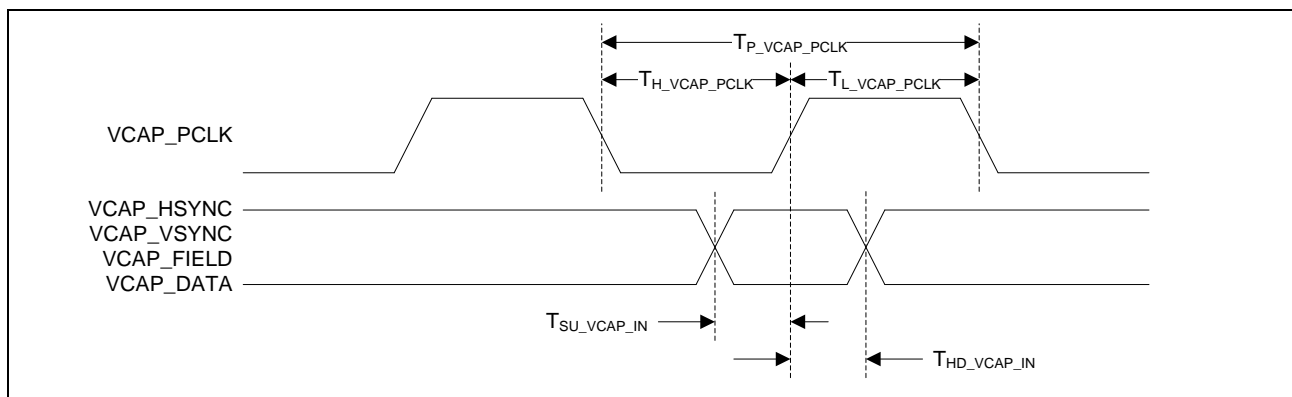 T_P_VCAP_PCLK
T_H_VCAP_PCLK T_L_VCAP_PCLK
VCAP_PCLK
VCAP_HSYNC
VCAP_VSYNC
VCAP_FIELD
VCAP_DATA
T_SU_VCAP_IN
T_HD_VCAP_IN